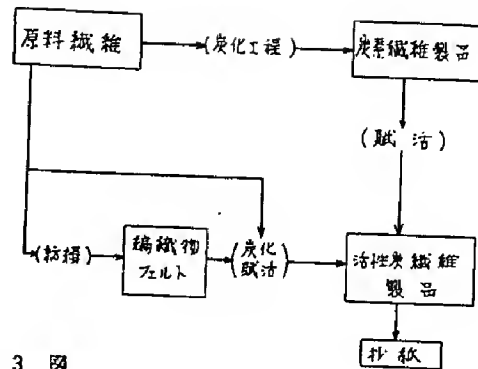 原料繊維
(炭化工程)
炭素繊維製品
(賦活)
(紡績)
編織物
フェルト
(炭化
賦活)
活性炭繊維
製品
抄紙
3 図